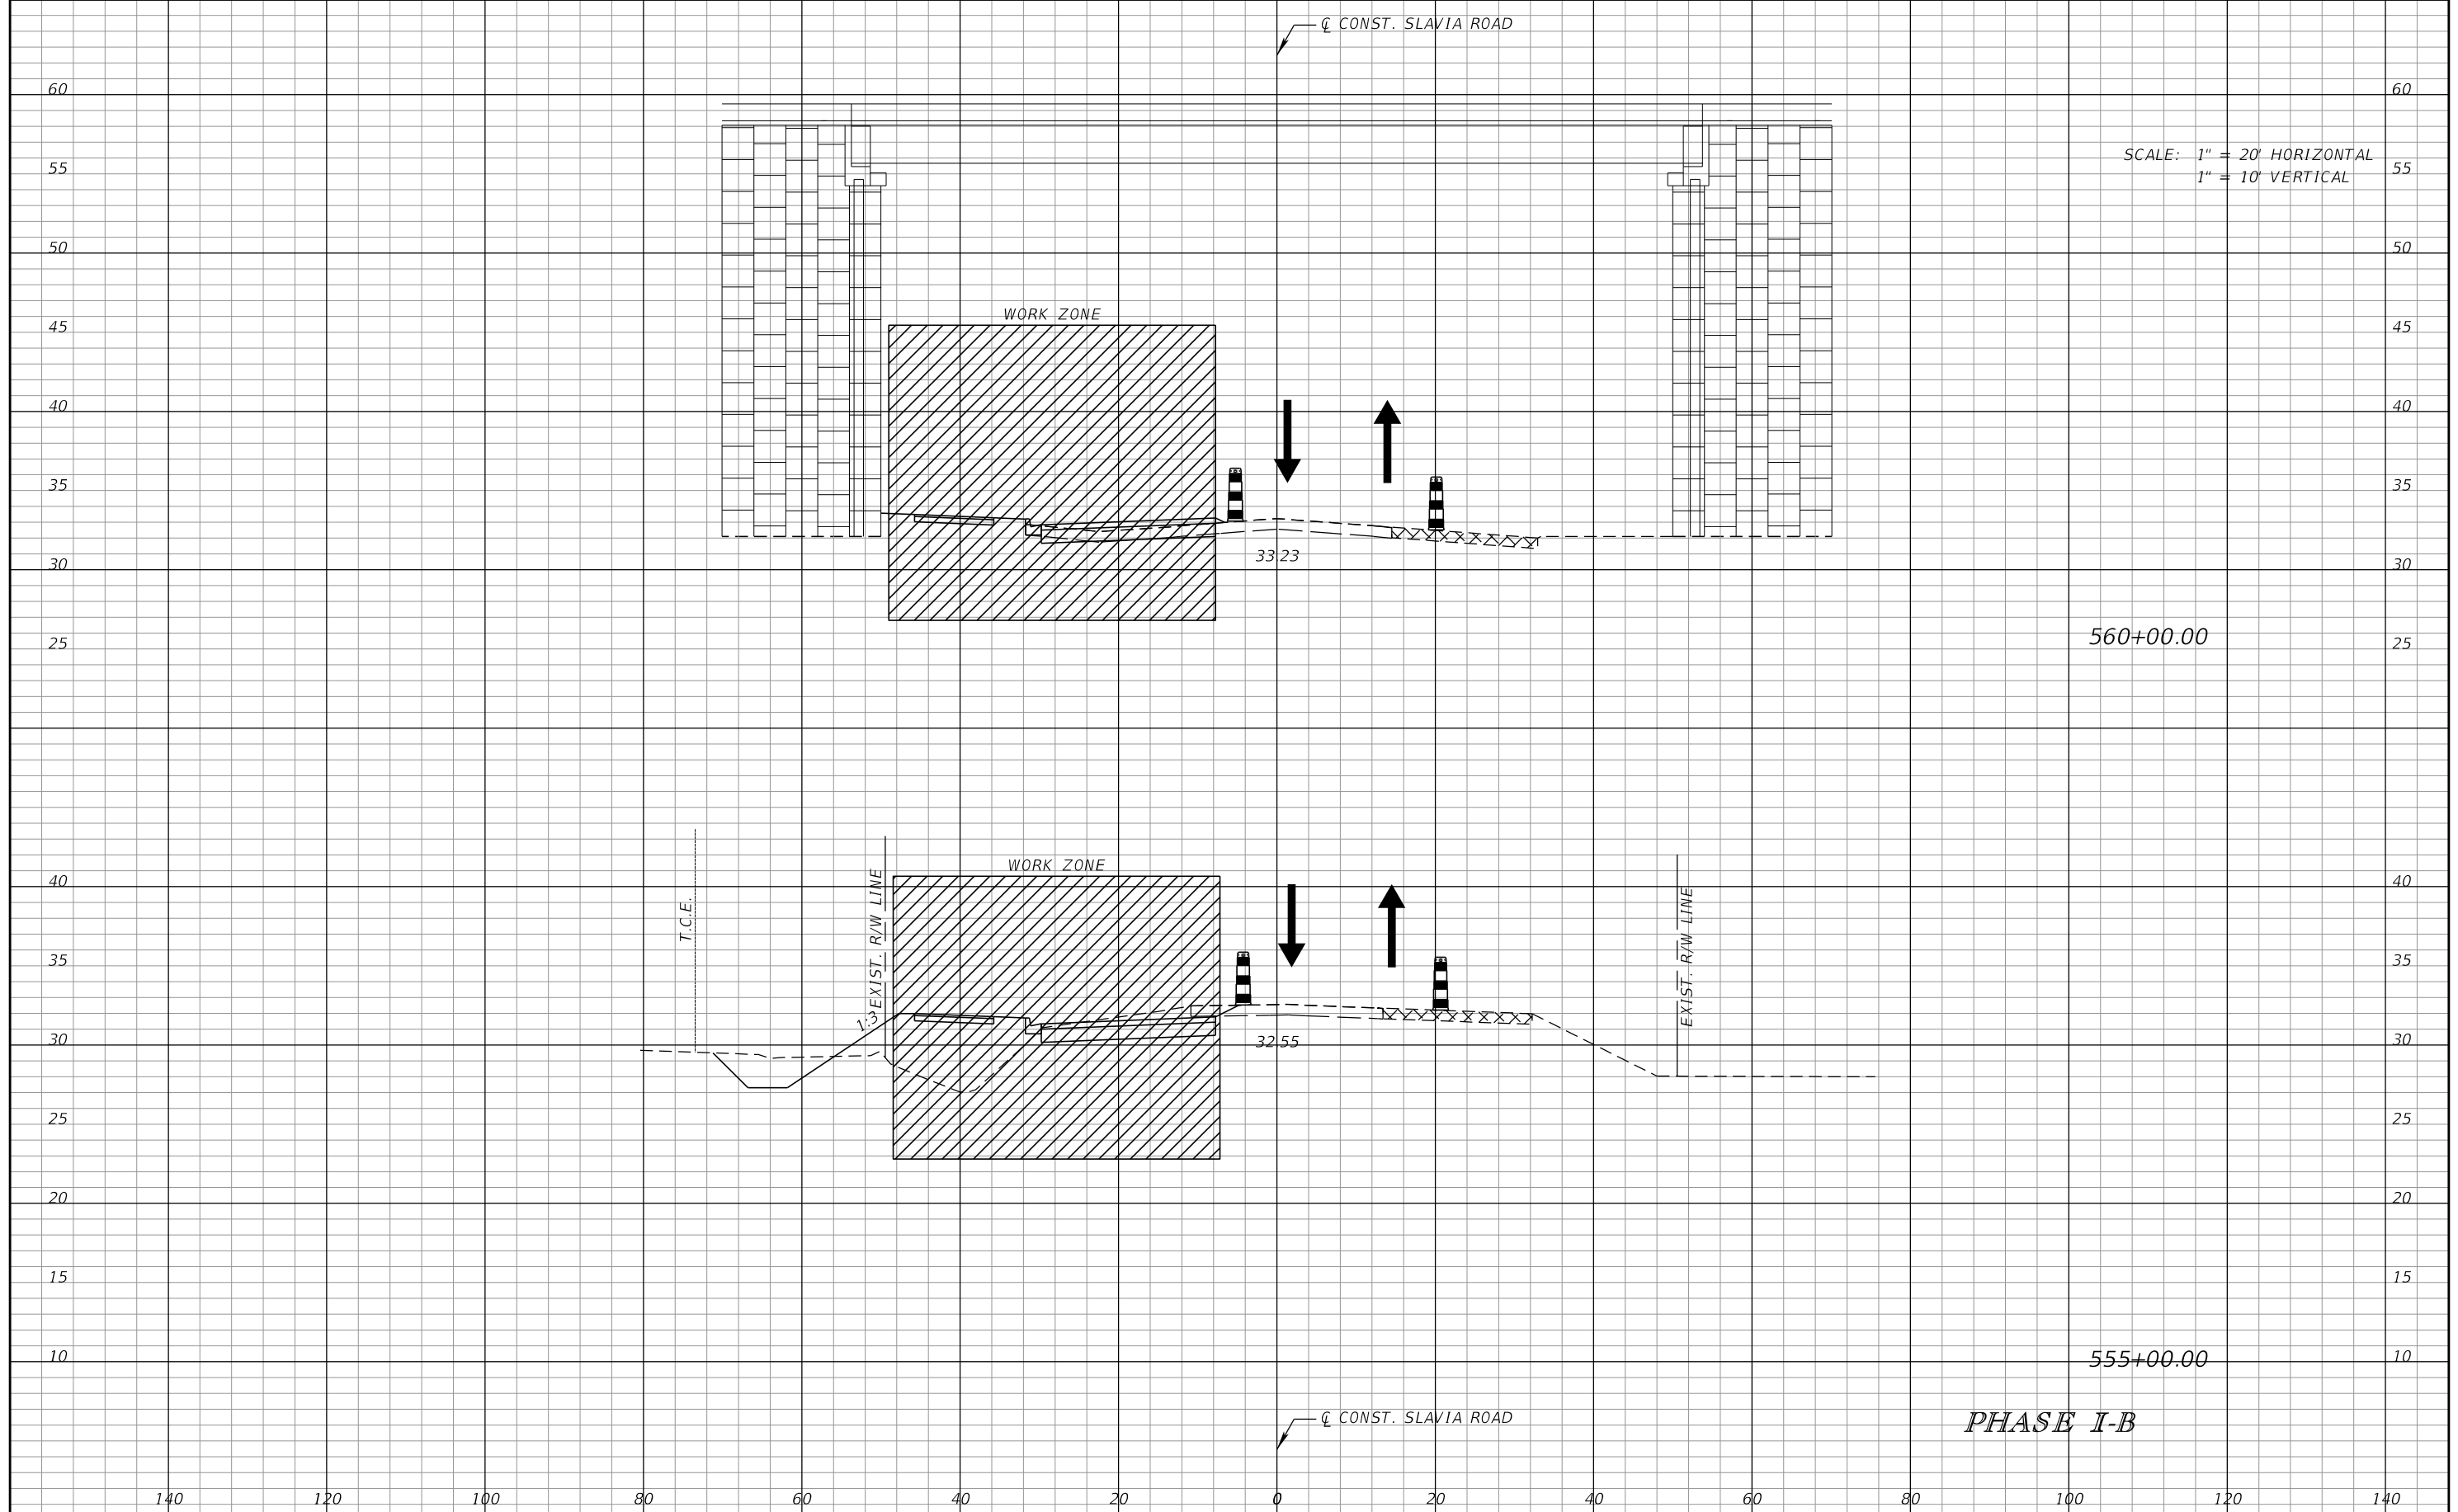 ℄ CONST. SLAVIA ROAD
60 60
SCALE: 1" = 20' HORIZONTAL
1" = 10' VERTICAL
55 55
50 50
WORK ZONE
45 45
40 40
35 35
33.23
30 30
25 560+00.00 25
WORK ZONE
40 40
T.C.E.
EXIST. R/W LINE
EXIST. R/W LINE
35 35
1:3
30 32.55 30
25 25
20 20
15 15
10 555+00.00 10
℄ CONST. SLAVIA ROAD
PHASE I-B
140 120 100 80 60 40 20 0 20 40 60 80 100 120 140